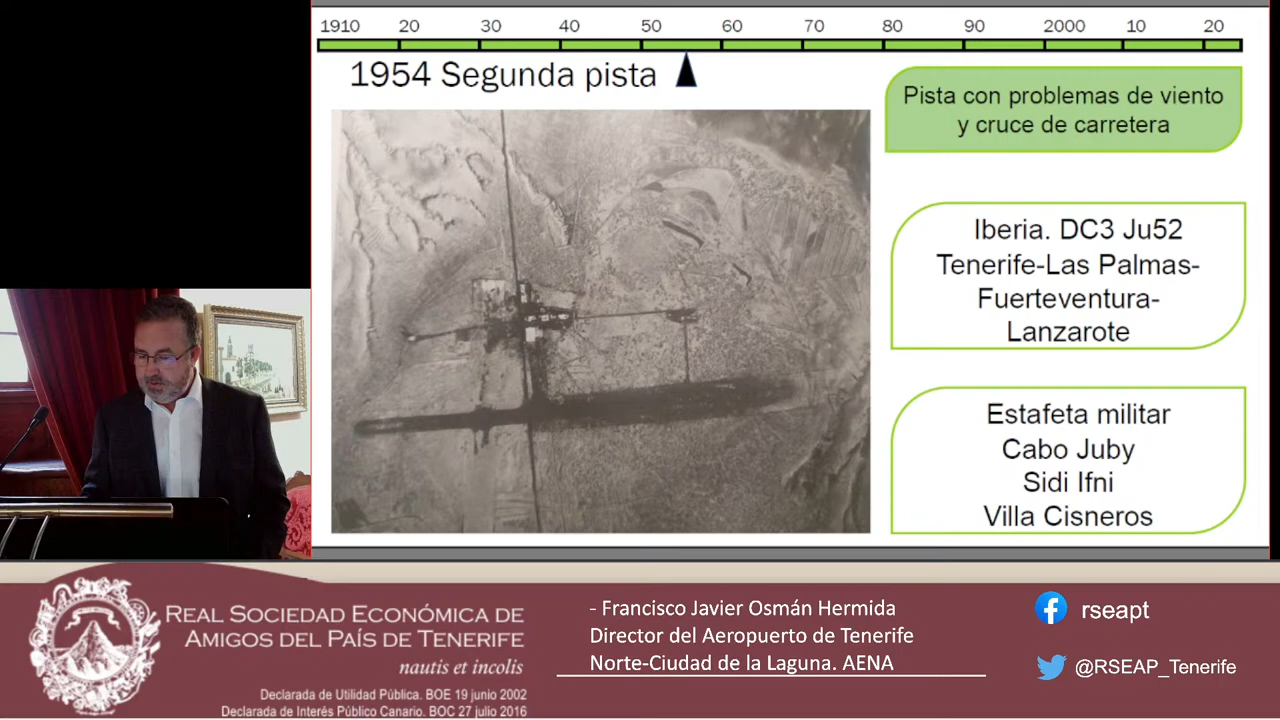 1910 20 30 40 50 60 70 80 90 2000 10 20
1954 Segunda pista
Pista con problemas de viento
y cruce de carretera
Iberia. DC3 Ju52
Tenerife-Las Palmas-
Fuerteventura-
Lanzarote
Estafeta militar
Cabo Juby
Sidi Ifni
Villa Cisneros
REAL SOCIEDAD ECONÓMICA DE
AMIGOS DEL PAÍS DE TENERIFE
nautis et incolis
Declarada de Utilidad Pública. BOE 19 junio 2002
Declarada de Interés Público Canario. BOC 27 julio 2016
- Francisco Javier Osmán Hermida
Director del Aeropuerto de Tenerife
Norte-Ciudad de la Laguna. AENA
rseapt
@RSEAP_Tenerife